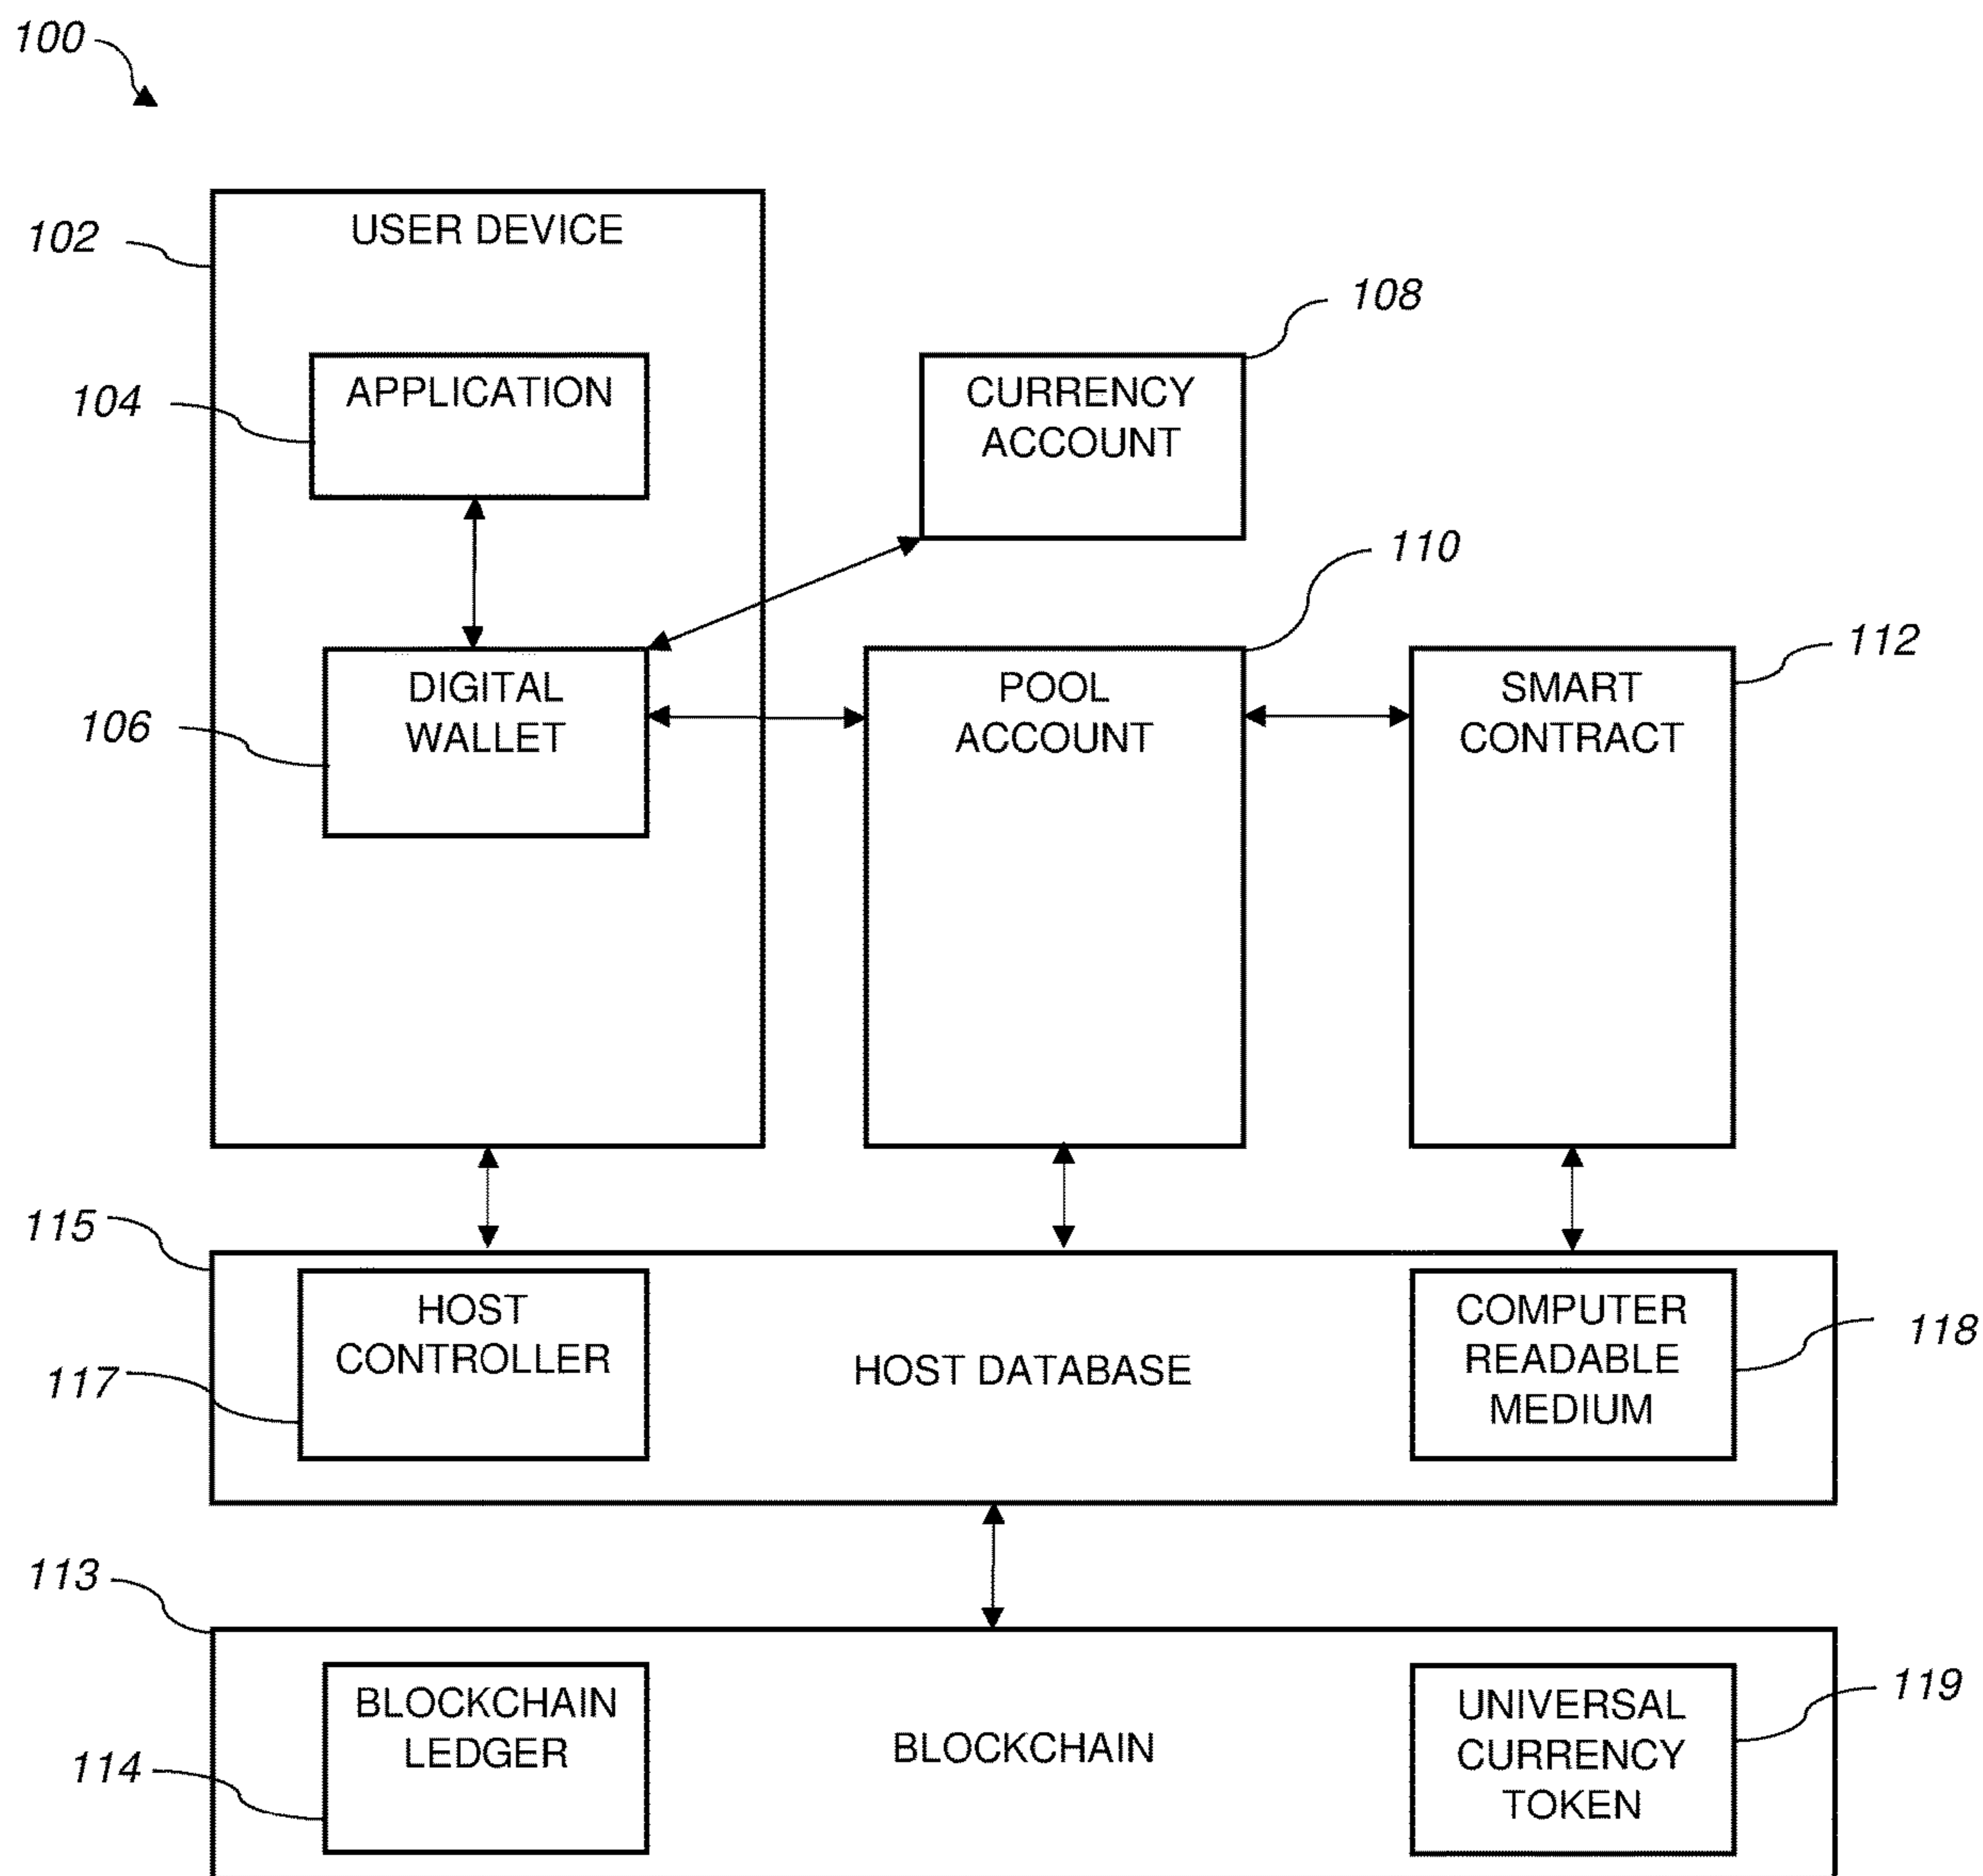 100
102
USER DEVICE
108
104
APPLICATION
CURRENCY
ACCOUNT
110
112
106
DIGITAL
WALLET
POOL
ACCOUNT
SMART
CONTRACT
115
117
HOST
CONTROLLER
HOST DATABASE
COMPUTER
READABLE
MEDIUM
118
113
114
BLOCKCHAIN
LEDGER
BLOCKCHAIN
UNIVERSAL
CURRENCY
TOKEN
119